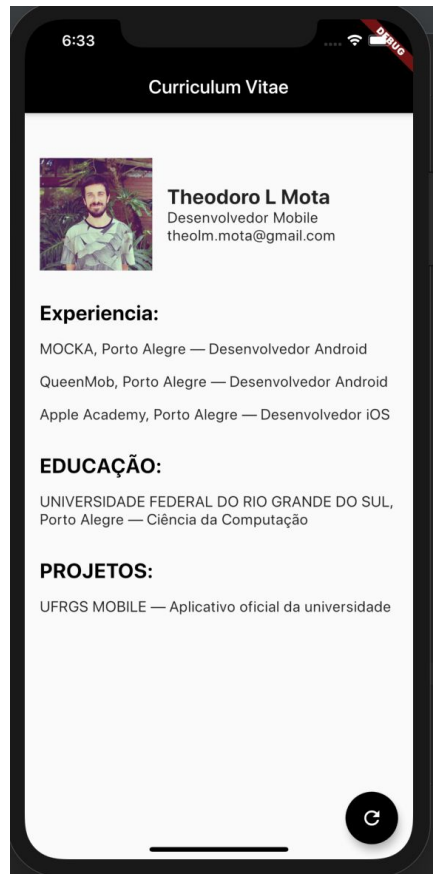 6:33
DEBUG
Curriculum Vitae
Theodoro L Mota
Desenvolvedor Mobile
theolm.mota@gmail.com
Experiencia:
MOCKA, Porto Alegre — Desenvolvedor Android
QueenMob, Porto Alegre — Desenvolvedor Android
Apple Academy, Porto Alegre — Desenvolvedor iOS
EDUCAÇÃO:
UNIVERSIDADE FEDERAL DO RIO GRANDE DO SUL,
Porto Alegre — Ciência da Computação
PROJETOS:
UFRGS MOBILE — Aplicativo oficial da universidade